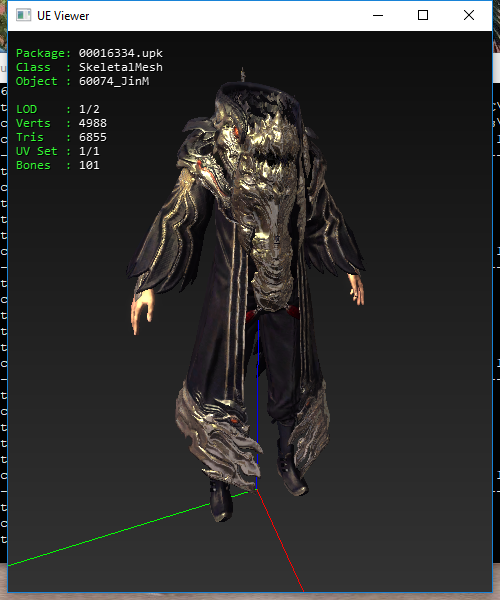 UE Viewer
Package: 00016334.upk
Class : SkeletalMesh
Object : 60074_JinM
LOD : 1/2
Verts : 4988
Tris : 6855
UV Set : 1/1
Bones : 101